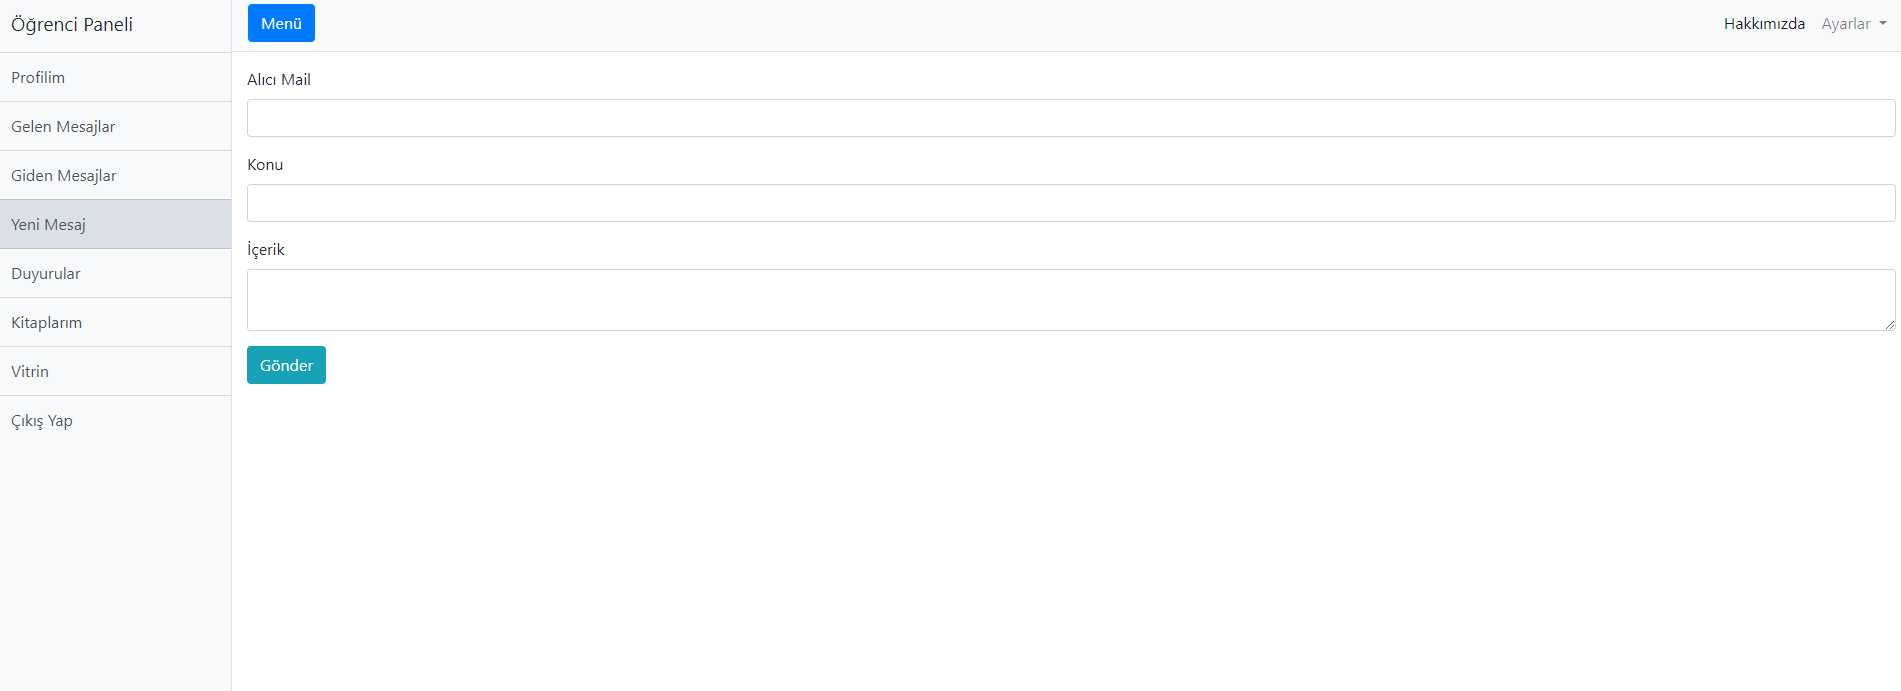 Öğrenci Paneli
Profilim
Gelen Mesajlar
Giden Mesajlar
Yeni Mesaj
Duyurular
Kitaplarım
Vitrin
Çıkış Yap
Menü
Hakkımızda
Ayarlar
Alıcı Mail
Konu
İçerik
Gönder